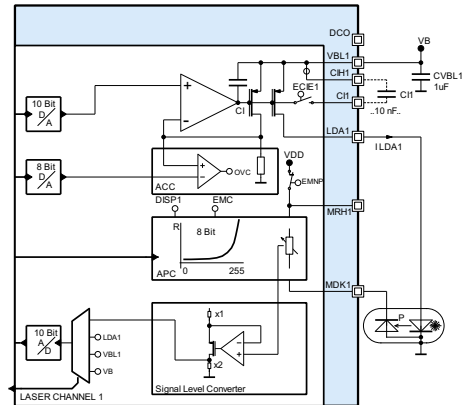 DCO
VB
VBL1
CIH1
ECIE1
CVBL1
1uF
CI1
10 Bit
D
A
CI
CI1
..10 nF..
LDA1
ILDA1
8 Bit
D
A
VDD
OVC
ACC
EMNP
DISP1
EMC
MRH1
R
8 Bit
0
255
APC
MDK1
P
10 Bit
A
D
LDA1
VBL1
VB
x1
x2
LASER CHANNEL 1
Signal Level Converter